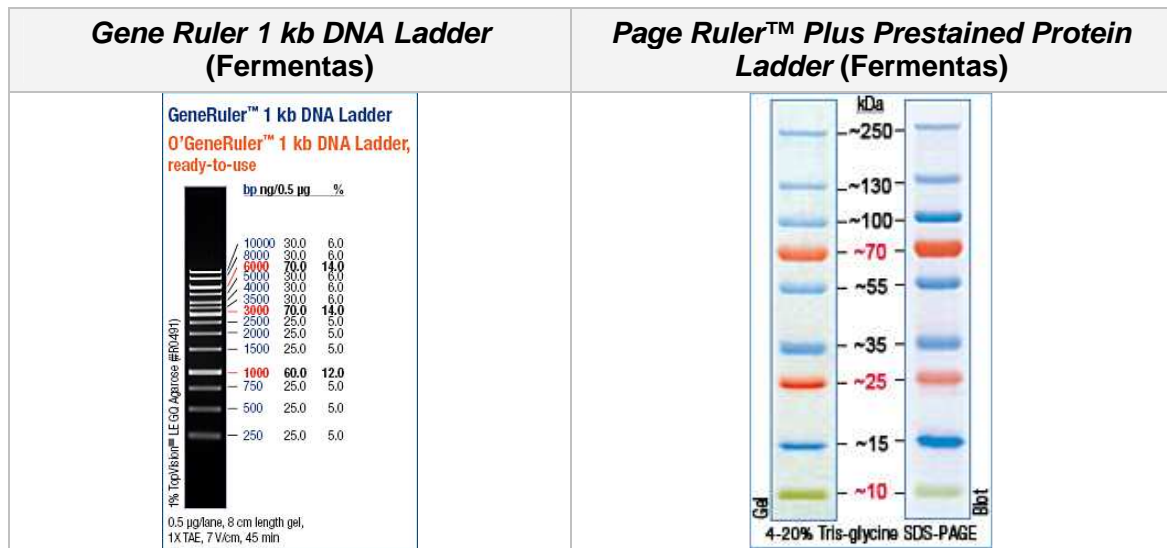 Gene Ruler 1 kb DNA Ladder
(Fermentas)
Page Ruler™ Plus Prestained Protein
Ladder (Fermentas)
GeneRuler™ 1 kb DNA Ladder
O'GeneRuler™ 1 kb DNA Ladder,
ready-to-use
bp ng/0.5 µg %
10000 30.0 6.0
8000 30.0 6.0
6000 70.0 14.0
5000 30.0 6.0
4000 30.0 6.0
3500 30.0 6.0
3000 70.0 14.0
2500 25.0 5.0
2000 25.0 5.0
1500 25.0 5.0
1000 60.0 12.0
750 25.0 5.0
500 25.0 5.0
250 25.0 5.0
1% TopVision™ LE GQ Agarose (#R0491)
0.5 µg/lane, 8 cm length gel,
1X TAE, 7 V/cm, 45 min
kDa
~250
~130
~100
~70
~55
~35
~25
~15
~10
Gel
Blot
4-20% Tris-glycine SDS-PAGE